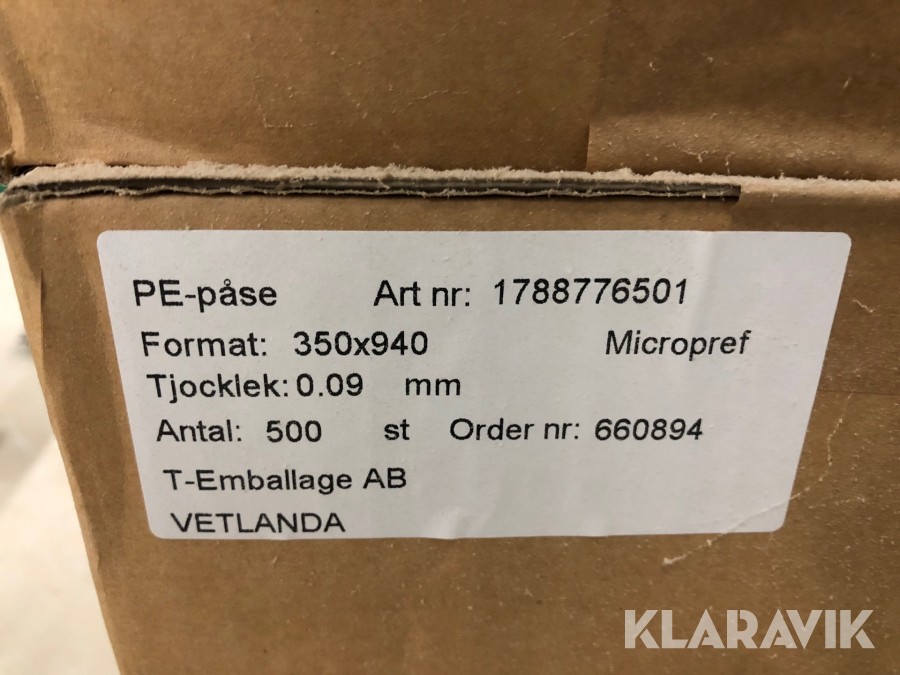 PE-påse Art nr: 1788776501
Format: 350x940 Micropref
Tjocklek: 0.09 mm
Antal: 500 st Order nr: 660894
T-Emballage AB
VETLANDA
KLARAVIK